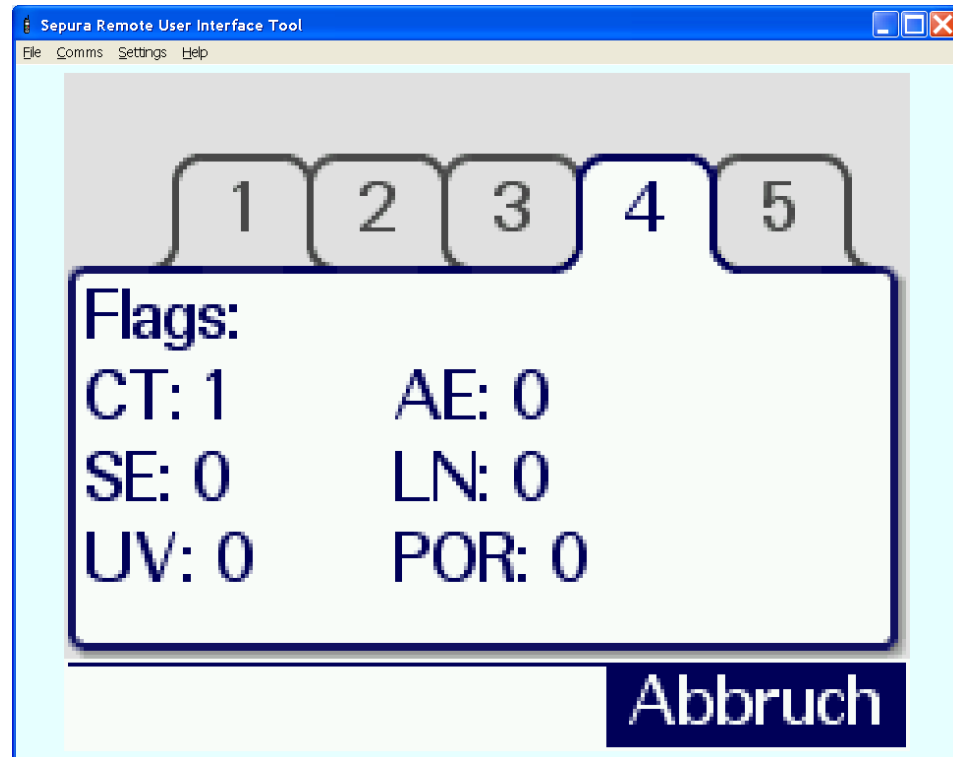 Sepura Remote User Interface Tool
File Comms Settings Help
1 2 3 4 5
Flags:
CT: 1 AE: 0
SE: 0 LN: 0
UV: 0 POR: 0
Abbruch